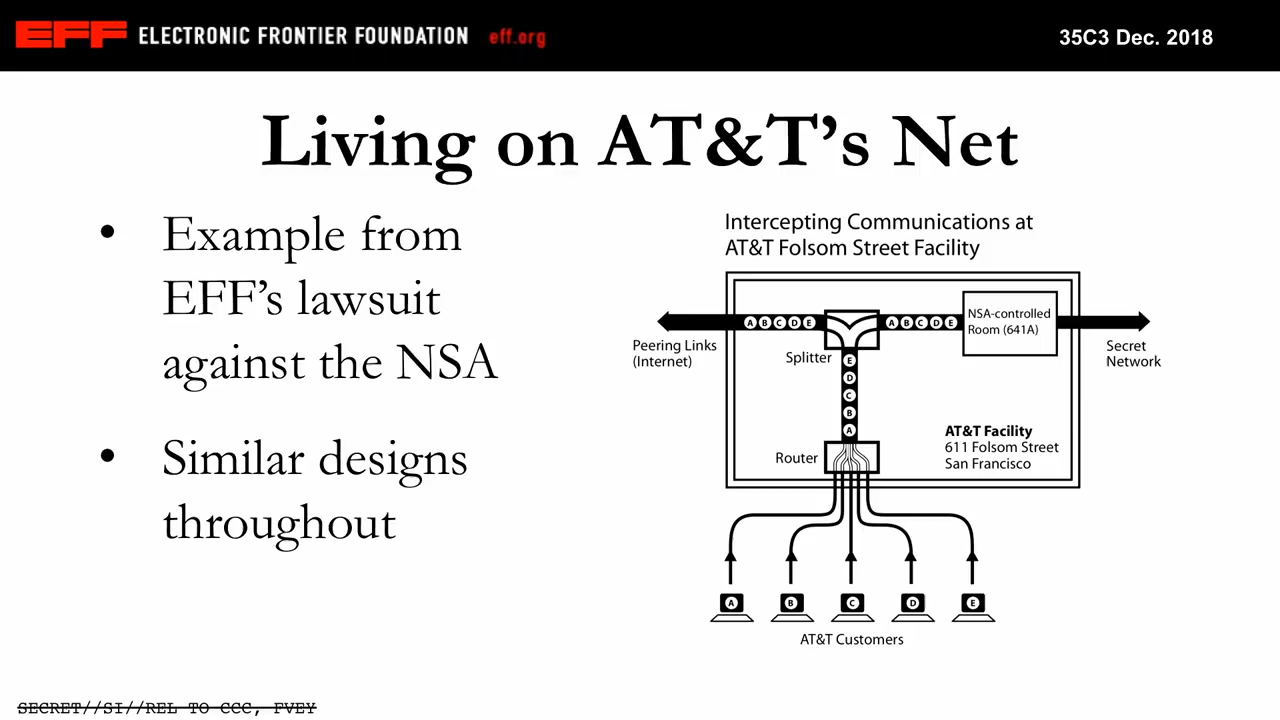 EFF ELECTRONIC FRONTIER FOUNDATION eff.org
35C3 Dec. 2018
Living on AT&T’s Net
• Example from
EFF’s lawsuit
against the NSA
• Similar designs
throughout
Intercepting Communications at
AT&T Folsom Street Facility
A B C D E
A B C D E
NSA-controlled
Room (641A)
Peering Links
(Internet)
Splitter
Secret
Network
E
D
C
B
A
AT&T Facility
611 Folsom Street
San Francisco
Router
A B C D E
AT&T Customers
SECRET//SI//REL TO CCC, FVEY